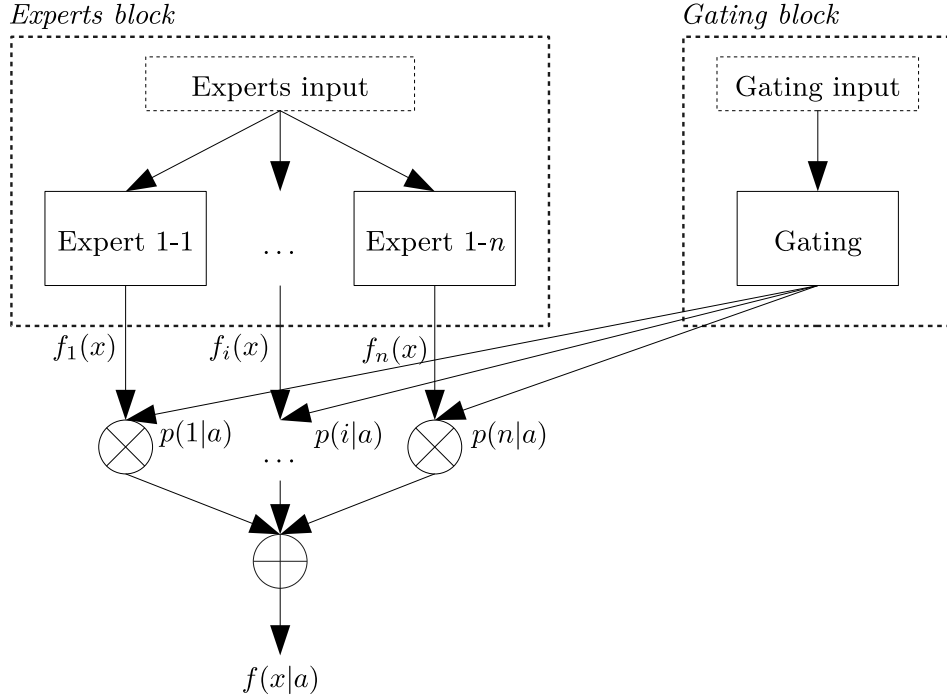 Experts block
Gating block
Experts input
Gating input
Expert 1-1
...
Expert 1-n
Gating
f₁(x)
fᵢ(x)
fₙ(x)
p(1|a)
p(i|a)
p(n|a)
...
f(x|a)